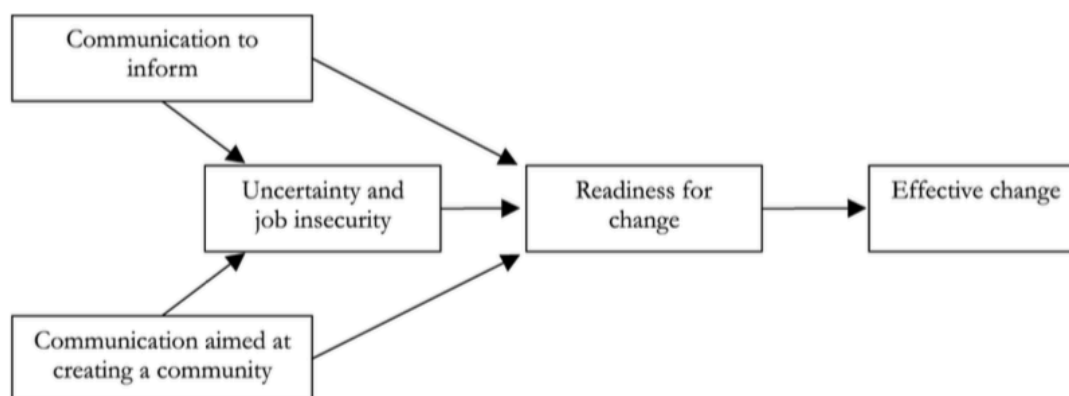 Communication to
inform
Uncertainty and
job insecurity
Readiness for
change
Effective change
Communication aimed at
creating a community